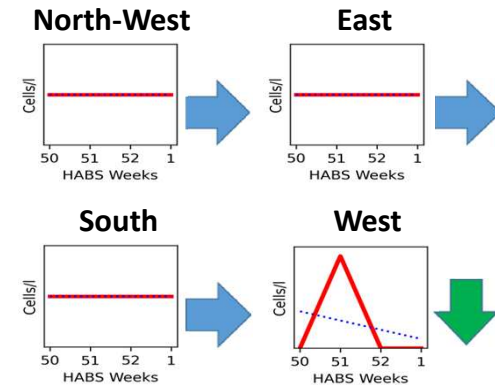 North-West
Cells/l
50 51 52 1
HABS Weeks
East
Cells/l
50 51 52 1
HABS Weeks
South
Cells/l
50 51 52 1
HABS Weeks
West
Cells/l
50 51 52 1
HABS Weeks